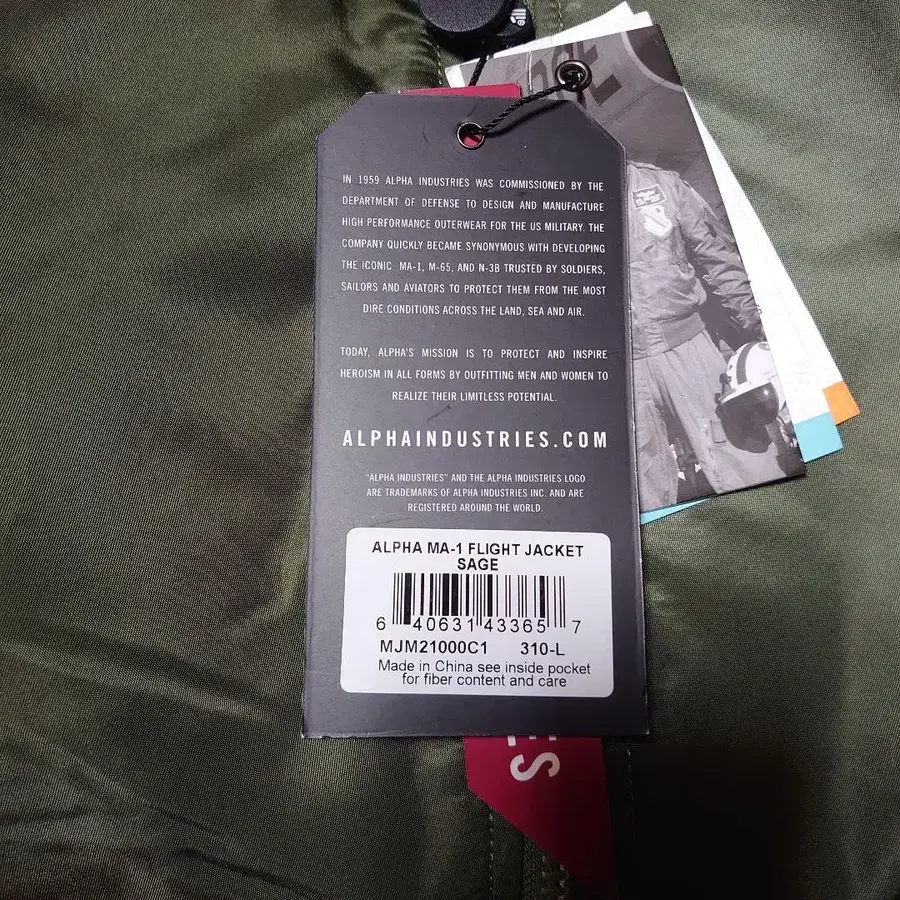 IN 1959 ALPHA INDUSTRIES WAS COMMISSIONED BY THE
DEPARTMENT OF DEFENSE TO DESIGN AND MANUFACTURE
HIGH PERFORMANCE OUTERWEAR FOR THE US MILITARY. THE
COMPANY QUICKLY BECAME SYNONYMOUS WITH DEVELOPING
THE ICONIC MA-1, M-65, AND N-3B TRUSTED BY SOLDIERS,
SAILORS AND AVIATORS TO PROTECT THEM FROM THE MOST
DIRE CONDITIONS ACROSS THE LAND, SEA AND AIR.
TODAY, ALPHA'S MISSION IS TO PROTECT AND INSPIRE
HEROISM IN ALL FORMS BY OUTFITTING MEN AND WOMEN TO
REALIZE THEIR LIMITLESS POTENTIAL.
ALPHAINDUSTRIES.COM
"ALPHA INDUSTRIES" AND THE ALPHA INDUSTRIES LOGO
ARE TRADEMARKS OF ALPHA INDUSTRIES INC. AND ARE
REGISTERED AROUND THE WORLD.
ALPHA MA-1 FLIGHT JACKET
SAGE
6 40631 43365 7
MJM21000C1 310-L
Made in China see inside pocket
for fiber content and care
ES